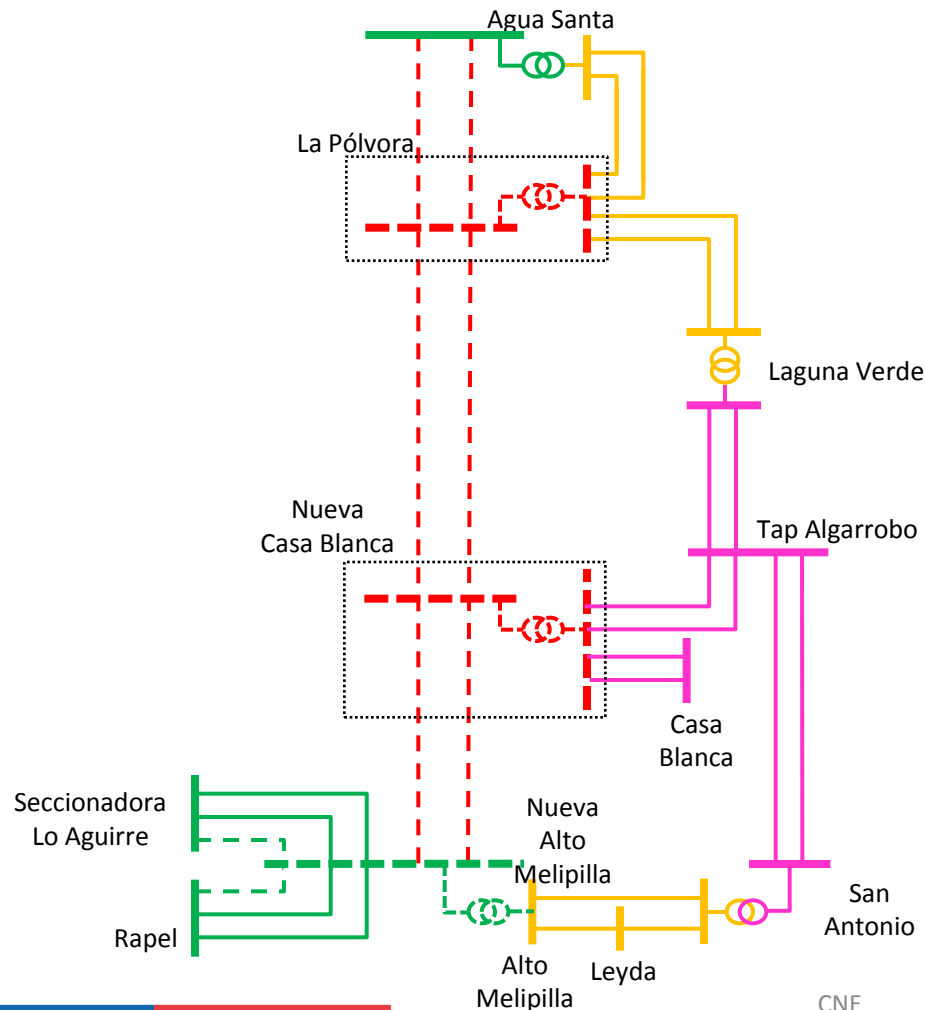 Agua Santa
La Pólvora
Laguna Verde
Nueva
Casa Blanca
Tap Algarrobo
Casa
Blanca
Seccionadora
Lo Aguirre
Nueva
Alto
Melipilla
Rapel
San
Antonio
Alto
Melipilla
Leyda
CNE